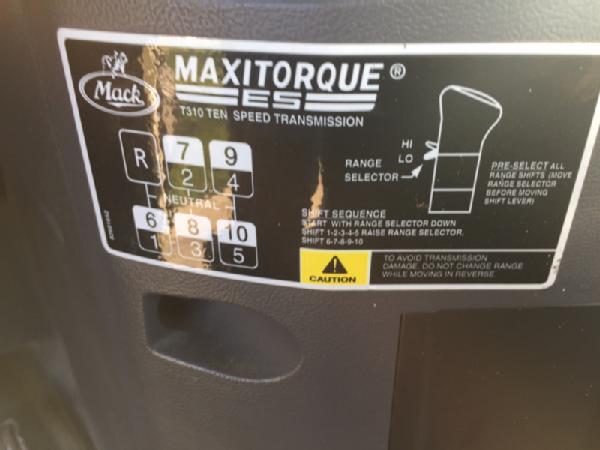 Mack
MAXITORQUE®
ES
T310 TEN SPEED TRANSMISSION
R 7 9
2 4
NEUTRAL
6 8 10
1 3 5
HI
LO
RANGE
SELECTOR
PRE-SELECT ALL
RANGE SHIFTS (MOVE
RANGE SELECTOR
BEFORE MOVING
SHIFT LEVER)
SHIFT SEQUENCE
START WITH RANGE SELECTOR DOWN
SHIFT 1-2-3-4-5 RAISE RANGE SELECTOR,
SHIFT 6-7-8-9-10
CAUTION
TO AVOID TRANSMISSION
DAMAGE, DO NOT CHANGE RANGE
WHILE MOVING IN REVERSE.